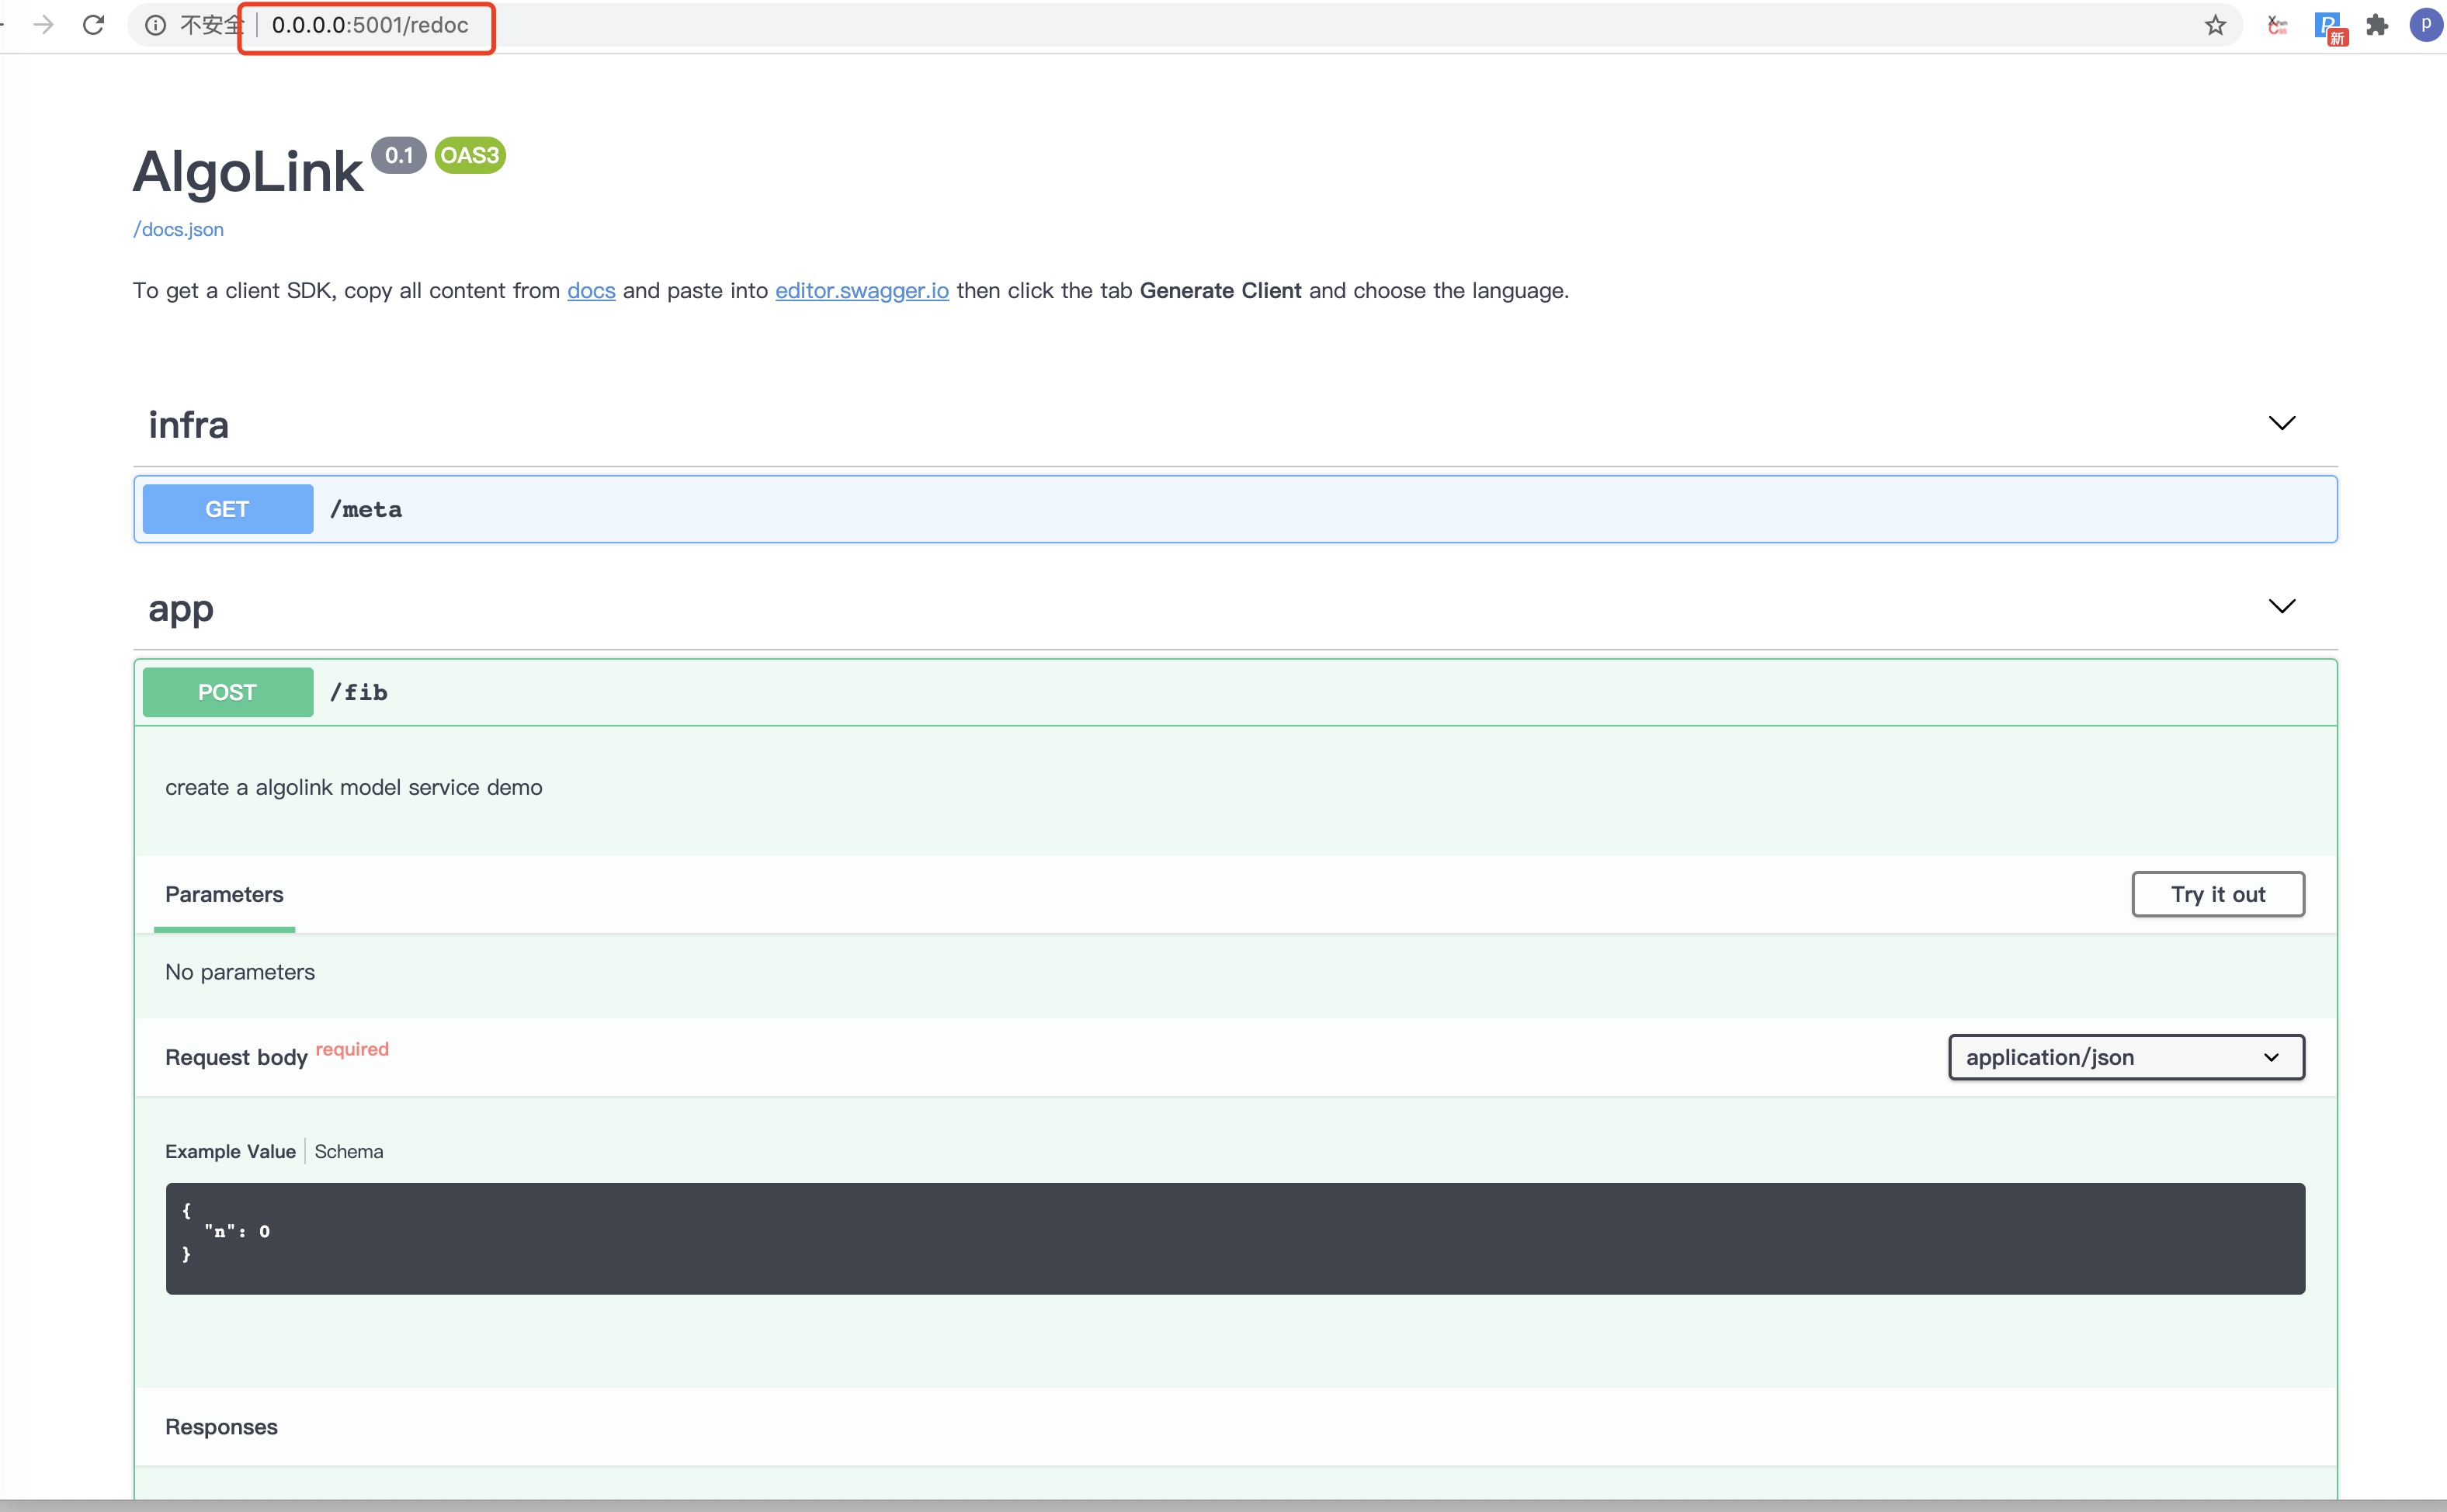 不安全 0.0.0.0:5001/redoc
新
P
AlgoLink 0.1 OAS3
/docs.json
To get a client SDK, copy all content from docs and paste into editor.swagger.io then click the tab Generate Client and choose the language.
infra
GET /meta
app
POST /fib
create a algolink model service demo
Parameters Try it out
No parameters
Request body required application/json
Example Value Schema
{
"n": 0
}
Responses